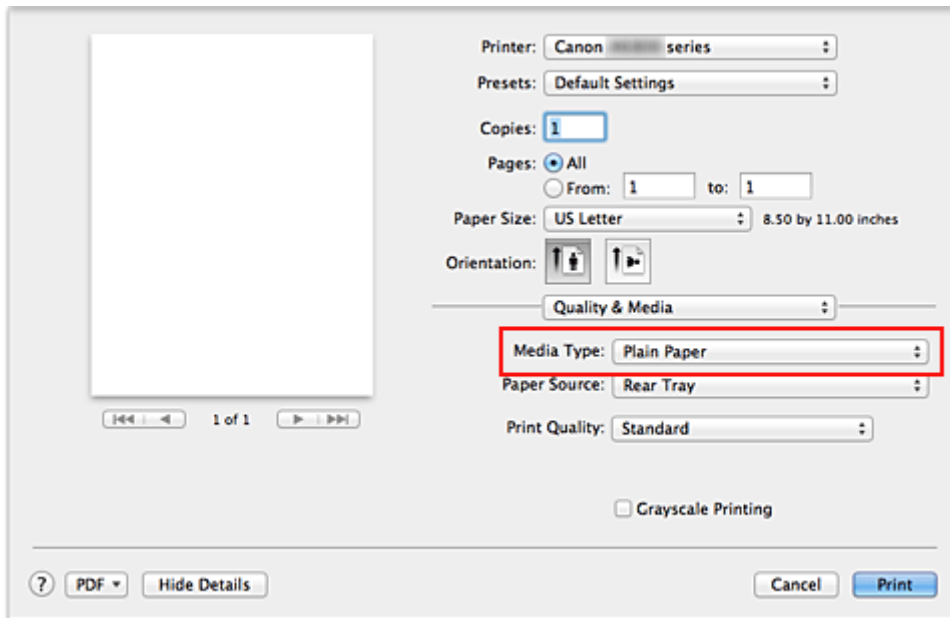 Printer: Canon series
Presets: Default Settings
Copies: 1
Pages: All
From: 1 to: 1
Paper Size: US Letter 8.50 by 11.00 inches
Orientation:
Quality & Media
Media Type: Plain Paper
Paper Source: Rear Tray
1 of 1
Print Quality: Standard
Grayscale Printing
? PDF Hide Details Cancel Print